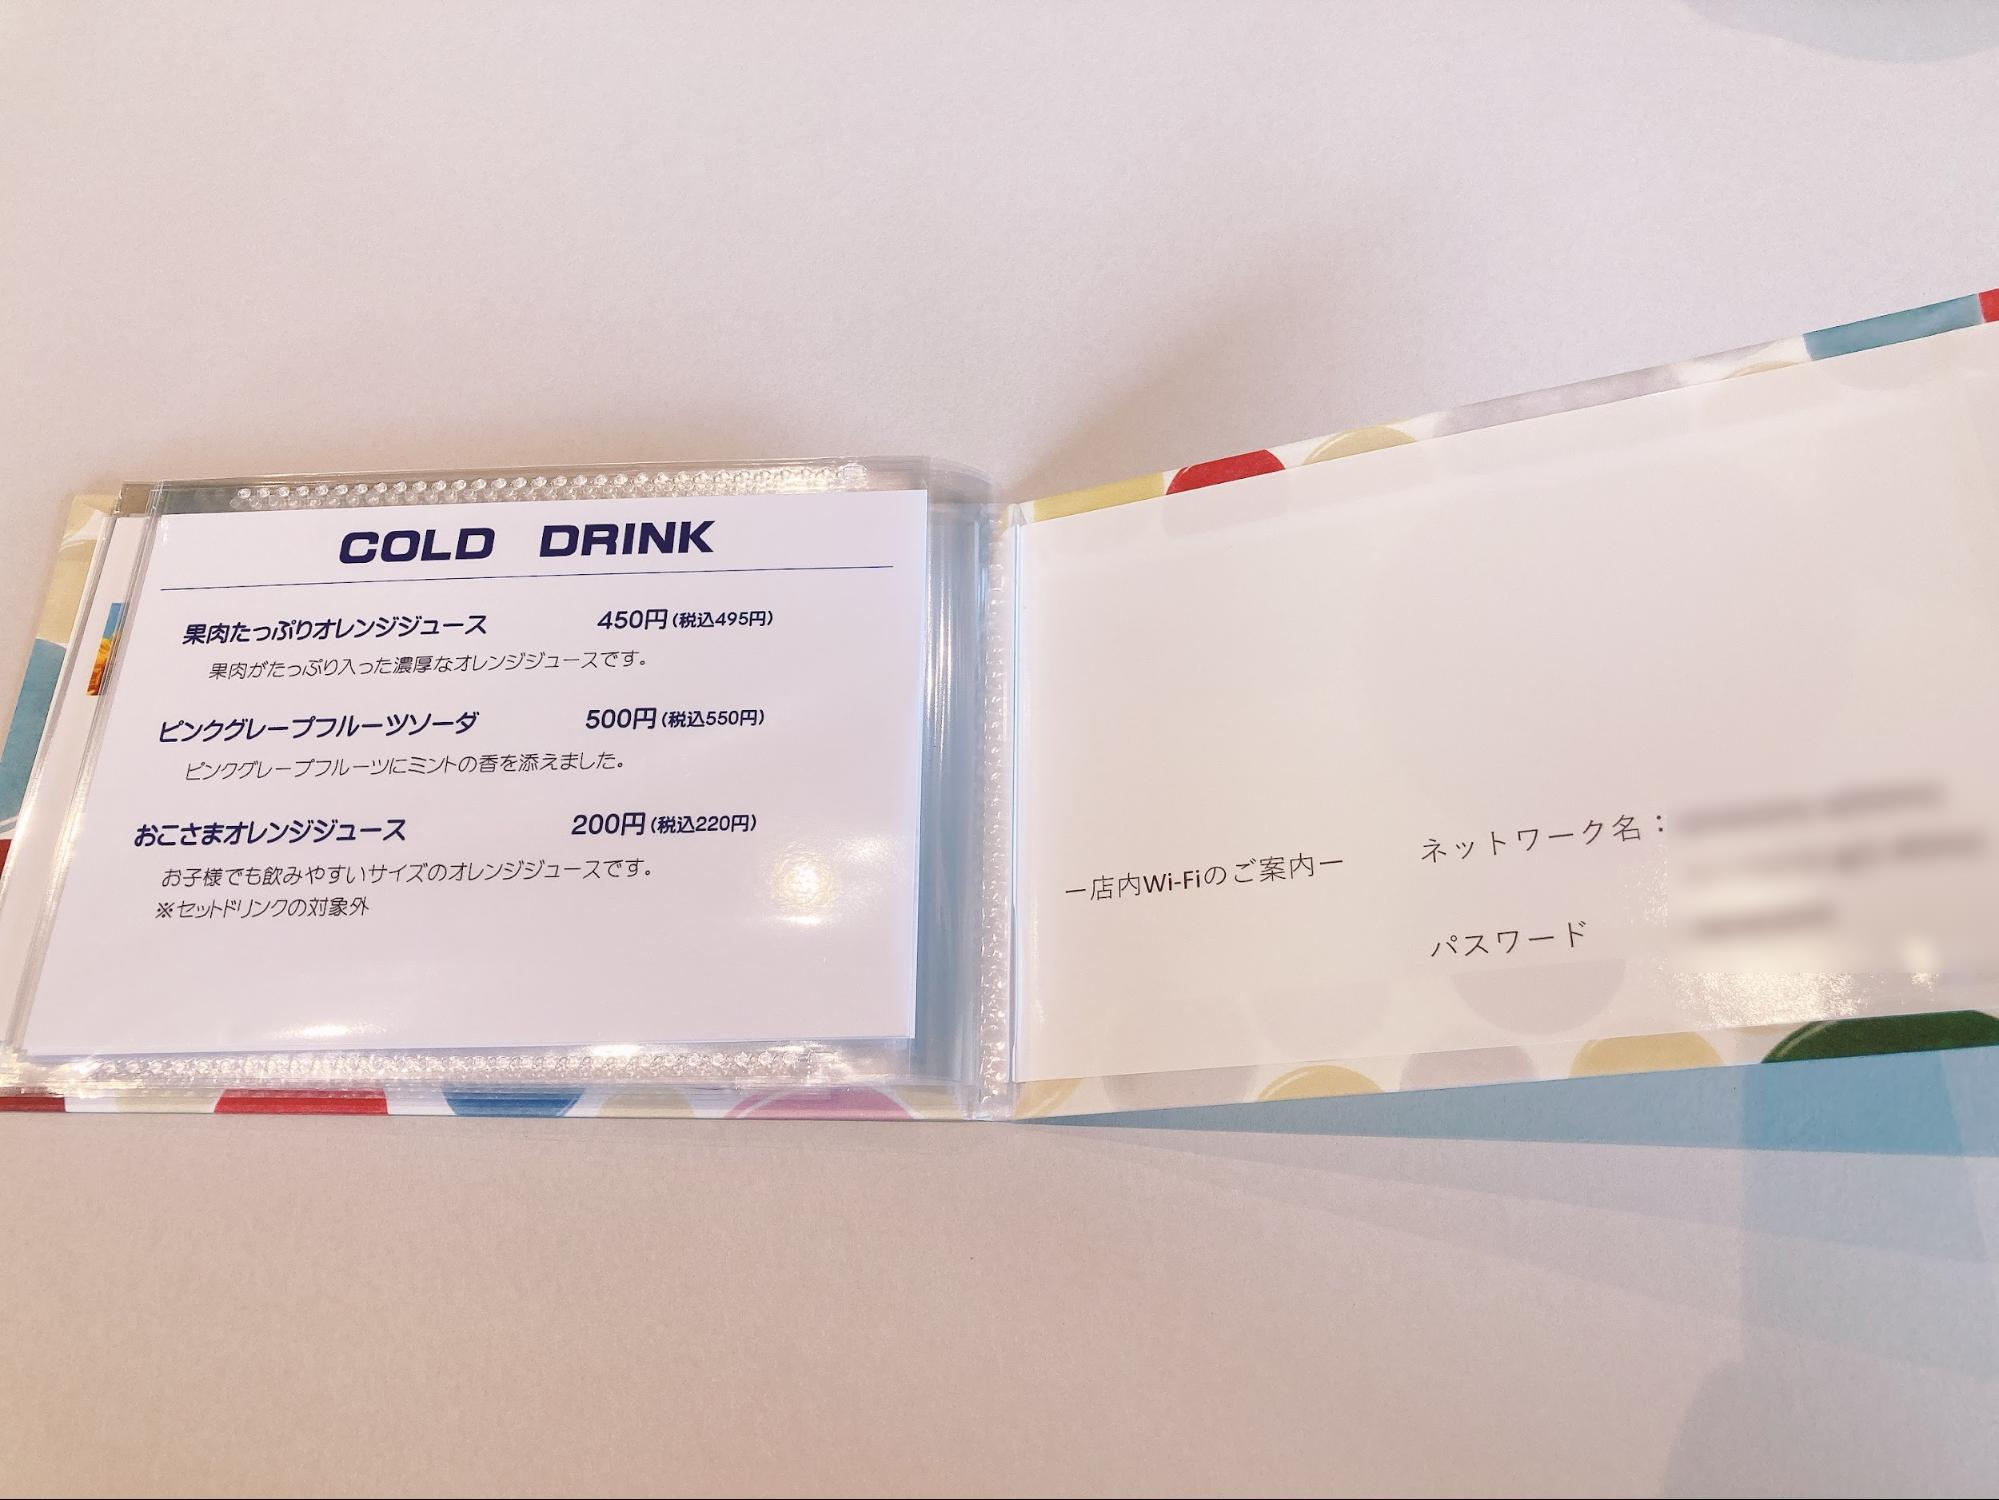 COLD DRINK
果肉たっぷりオレンジジュース 450円(税込495円)
果肉がたっぷり入った濃厚なオレンジジュースです。
ピンクグレープフルーツソーダ 500円(税込550円)
ピンクグレープフルーツにミントの香を添えました。
おこさまオレンジジュース 200円(税込220円)
お子様でも飲みやすいサイズのオレンジジュースです。
※セットドリンクの対象外
ー店内Wi-Fiのご案内ー
ネットワーク名：
パスワード